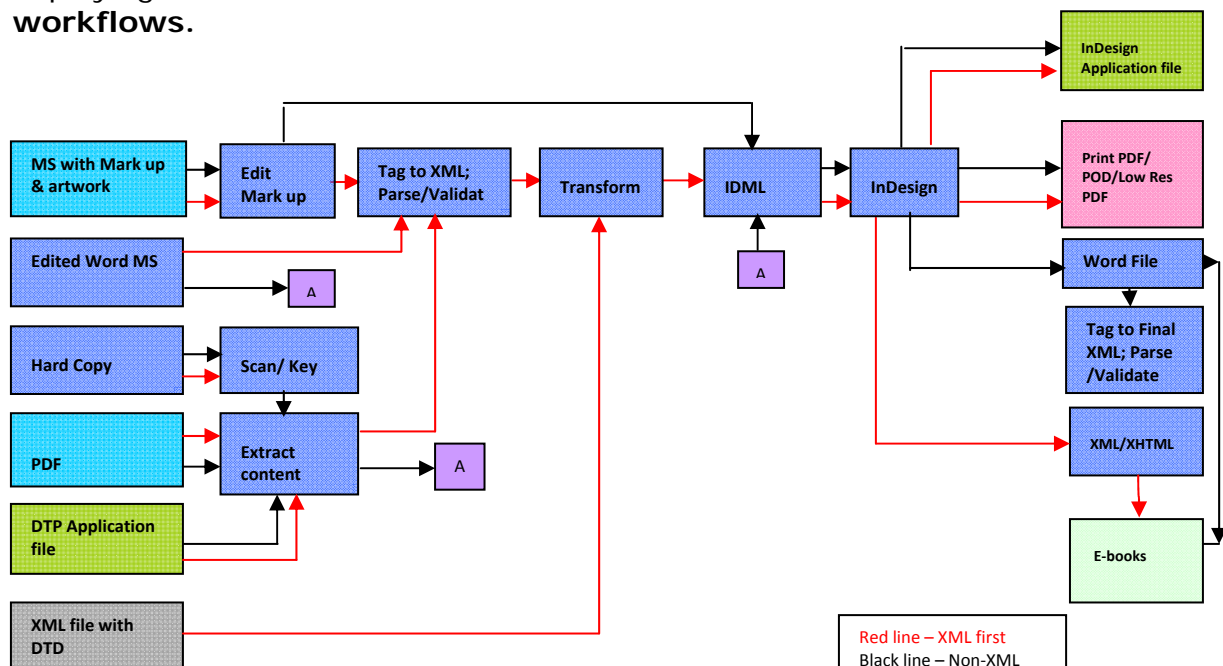 workflows.
InDesign
Application file
MS with Mark up
& artwork
Edit
Mark up
Tag to XML;
Parse/Validat
Transform
IDML
InDesign
Print PDF/
POD/Low Res
PDF
Edited Word MS
A
A
Word File
Hard Copy
Scan/ Key
Tag to Final
XML; Parse
/Validate
PDF
Extract
content
A
XML/XHTML
DTP Application
file
E-books
XML file with
DTD
Red line – XML first
Black line – Non-XML